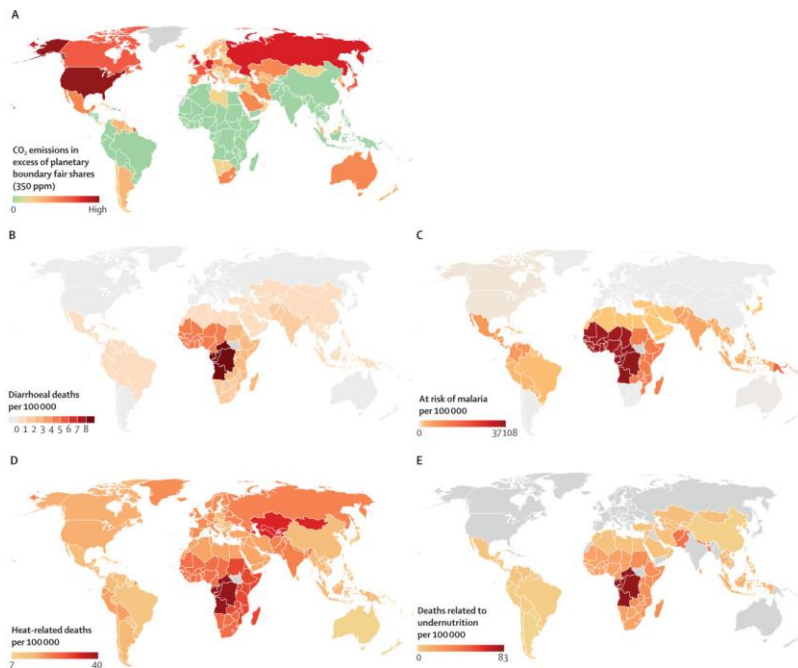 A
CO₂ emissions in
excess of planetary
boundary fair shares
(350 ppm)
0 High
B
Diarrhoeal deaths
per 100 000
0 1 2 3 4 5 6 7 8
C
At risk of malaria
per 100 000
0 37 108
D
Heat-related deaths
per 100 000
7 40
E
Deaths related to
undernutrition
per 100 000
0 83